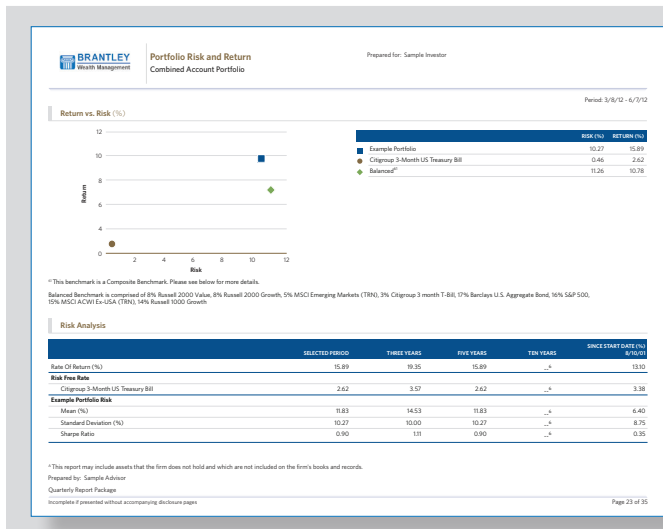 BRANTLEY
Wealth Management
Portfolio Risk and Return
Combined Account Portfolio
Prepared for: Sample Investor
Period: 3/8/12 - 6/7/12
Return vs. Risk (%)
12
10
8
6
4
2
0
Return
2 4 6 8 10 12
Risk
RISK (%) RETURN (%)
Example Portfolio 10.27 15.89
Citigroup 3-Month US Treasury Bill 0.46 2.62
Balanced 11.26 10.78
This benchmark is a Composite Benchmark. Please see below for more details.
Balanced Benchmark is comprised of 8% Russell 2000 Value, 8% Russell 2000 Growth, 5% MSCI Emerging Markets (TRN), 3% Citigroup 3 month T-Bill, 17% Barclays U.S. Aggregate Bond, 16% S&P 500,
15% MSCI ACWI Ex-USA (TRN), 14% Russell 1000 Growth
Risk Analysis
SELECTED PERIOD THREE YEARS FIVE YEARS TEN YEARS SINCE START DATE (%)
8/10/01
Rate Of Return (%) 15.89 19.35 15.89 — 13.10
Risk Free Rate
Citigroup 3-Month US Treasury Bill 2.62 3.57 2.62 — 3.38
Example Portfolio Risk
Mean (%) 11.83 14.53 11.83 — 6.40
Standard Deviation (%) 10.27 10.00 10.27 — 8.75
Sharpe Ratio 0.90 1.11 0.90 — 0.35
This report may include assets that the firm does not hold and which are not included on the firm's books and records.
Prepared by: Sample Advisor
Quarterly Report Package
Incomplete if presented without accompanying disclosure pages
Page 23 of 35